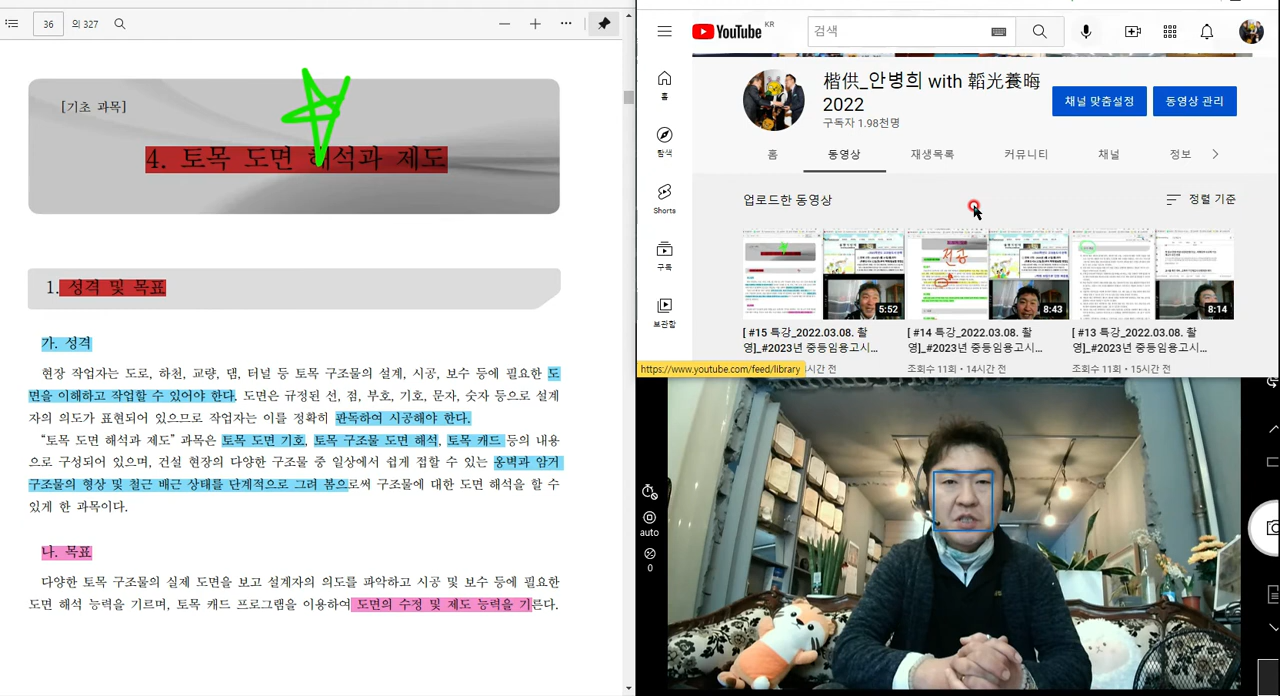 36
의 327
[기초 과목]
4. 토목 도면 해석과 제도
1. 성격 및 목표
가. 성격
현장 작업자는 도로, 하천, 교량, 댐, 터널 등 토목 구조물의 설계, 시공, 보수 등에 필요한 도
면을 이해하고 작업할 수 있어야 한다. 도면은 규정된 선, 점, 부호, 기호, 문자, 숫자 등으로 설계
자의 의도가 표현되어 있으므로 작업자는 이를 정확히 판독하여 시공해야 한다.
“토목 도면 해석과 제도” 과목은 토목 도면 기호, 토목 구조물 도면 해석, 토목 캐드 등의 내용
으로 구성되어 있으며, 건설 현장의 다양한 구조물 중 일상에서 쉽게 접할 수 있는 옹벽과 암거
구조물의 형상 및 철근 배근 상태를 단계적으로 그려 봄으로써 구조물에 대한 도면 해석을 할 수
있게 한 과목이다.
나. 목표
다양한 토목 구조물의 실제 도면을 보고 설계자의 의도를 파악하고 시공 및 보수 등에 필요한
도면 해석 능력을 기르며, 토목 캐드 프로그램을 이용하여 도면의 수정 및 제도 능력을 기른다.
YouTube KR
검색
홈
탐색
Shorts
구독
보관함
楷供_안병희 with 韜光養晦
2022
구독자 1.98천명
채널 맞춤설정
동영상 관리
홈 동영상 재생목록 커뮤니티 채널 정보
업로드한 동영상
정렬 기준
전공
5:52
8:43
8:14
[ #15 특강_2022.03.08. 촬
영]_#2023년 중등임용고시...
시간 전
[ #14 특강_2022.03.08. 촬
영]_#2023년 중등임용고시...
조회수 11회 • 14시간 전
[ #13 특강_2022.03.08. 촬
영]_#2023년 중등임용고시...
조회수 11회 • 15시간 전
https://www.youtube.com/feed/library
auto
0